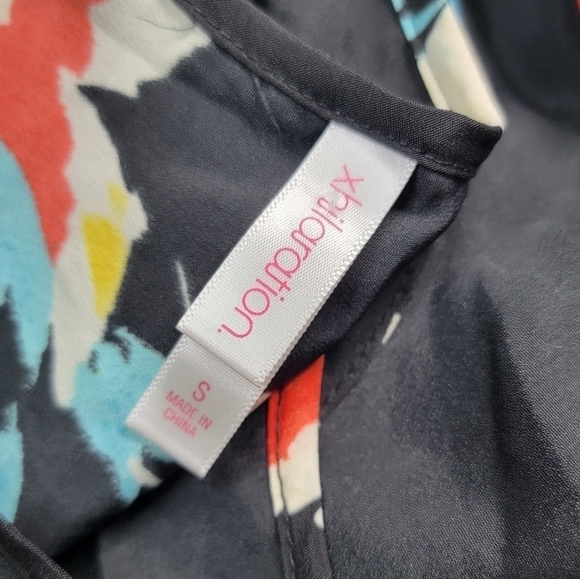 xhilaration.
S
MADE IN
CHINA